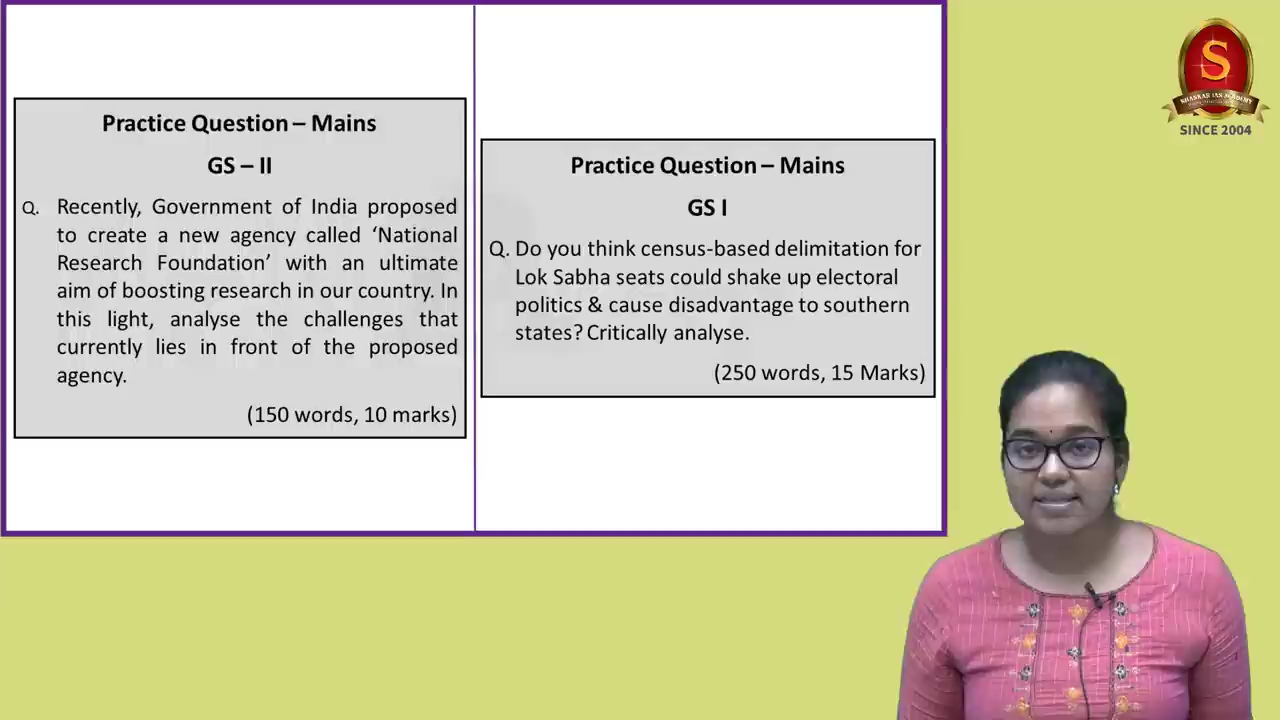 Practice Question – Mains
GS – II
Q. Recently, Government of India proposed
to create a new agency called ‘National
Research Foundation’ with an ultimate
aim of boosting research in our country. In
this light, analyse the challenges that
currently lies in front of the proposed
agency.
(150 words, 10 marks)
Practice Question – Mains
GS I
Q. Do you think census-based delimitation for
Lok Sabha seats could shake up electoral
politics & cause disadvantage to southern
states? Critically analyse.
(250 words, 15 Marks)
S
SHANKAR IAS ACADEMY
SINCE 2004